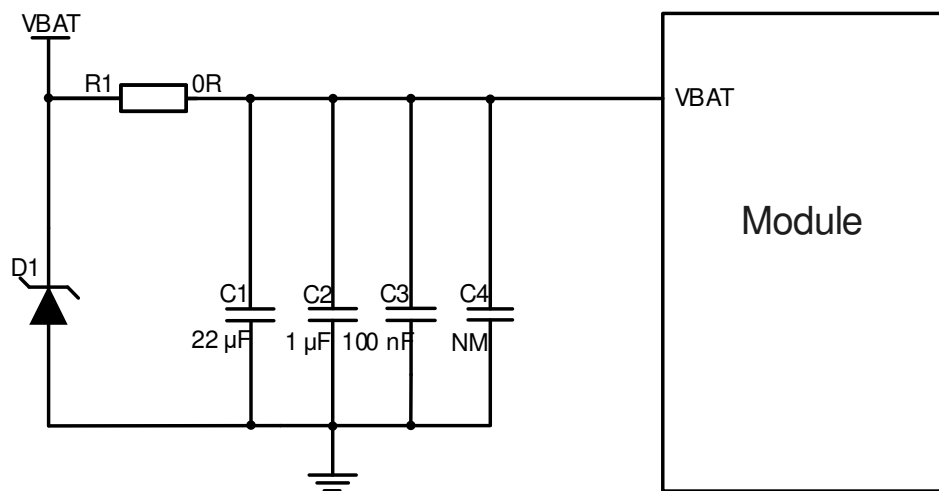 VBAT
R1 0R
VBAT
Module
D1
C1 C2 C3 C4
22 µF 1 µF 100 nF NM